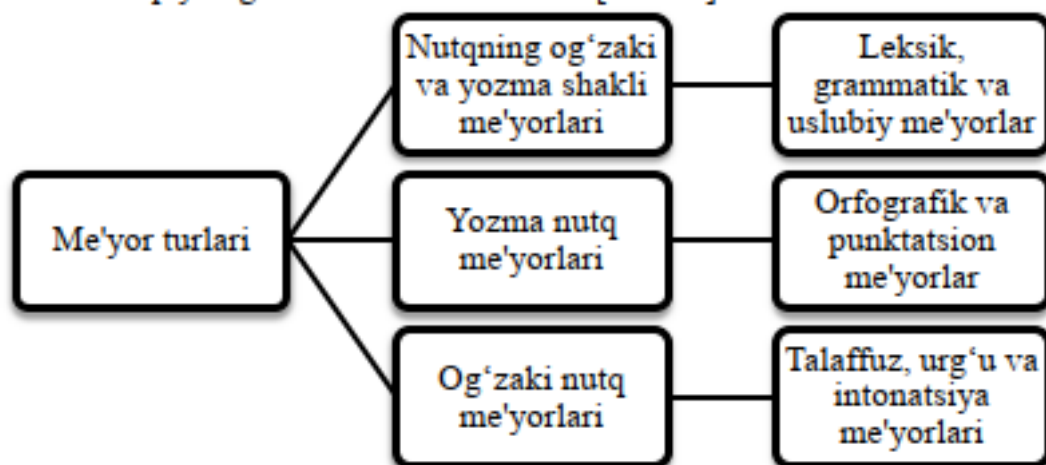 Nutqning og‘zaki
va yozma shakli
me'yorlari
Leksik,
grammatik va
uslubiy me'yorlar
Me'yor turlari
Yozma nutq
me'yorlari
Orfografik va
punktatsion
me'yorlar
Og‘zaki nutq
me'yorlari
Talaffuz, urg‘u va
intonatsiya
me'yorlari